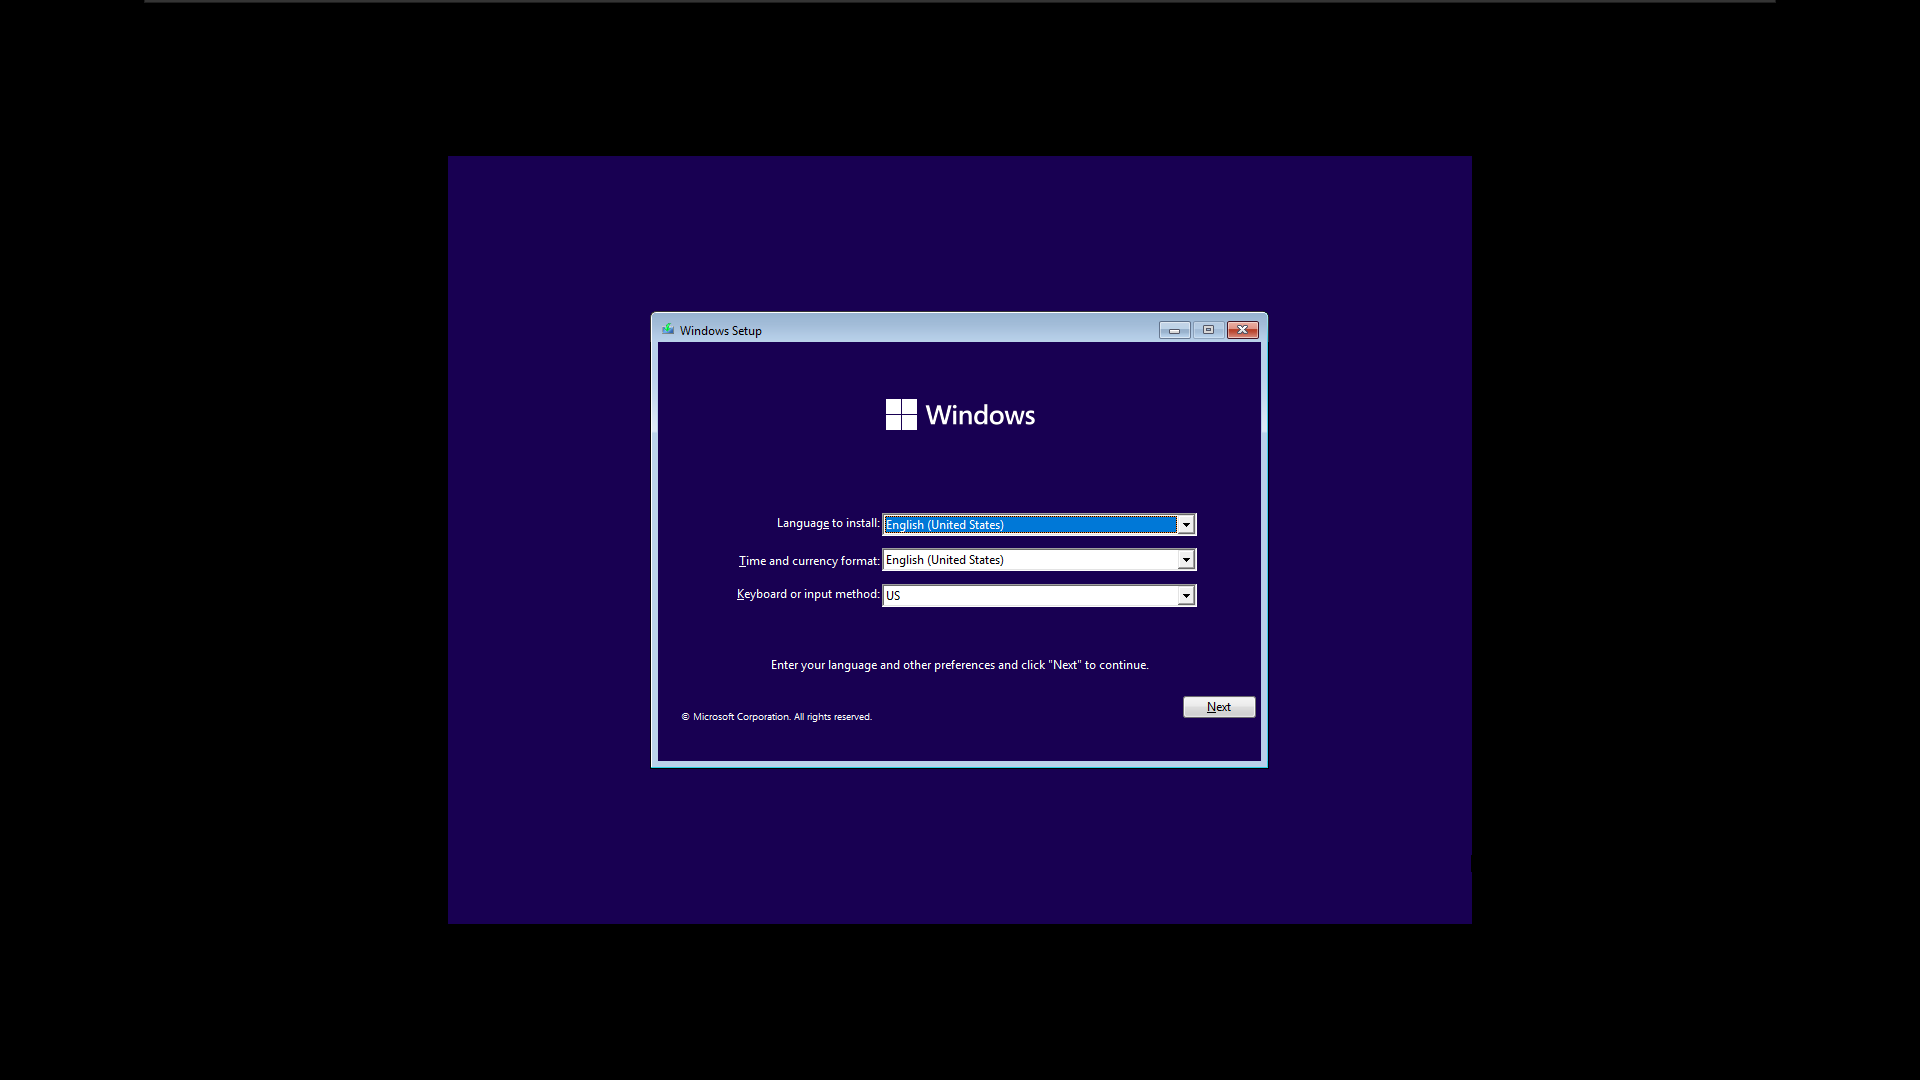 Windows Setup
Windows
Language to install: English (United States)
Time and currency format: English (United States)
Keyboard or input method: US
Enter your language and other preferences and click "Next" to continue.
Next
© Microsoft Corporation. All rights reserved.